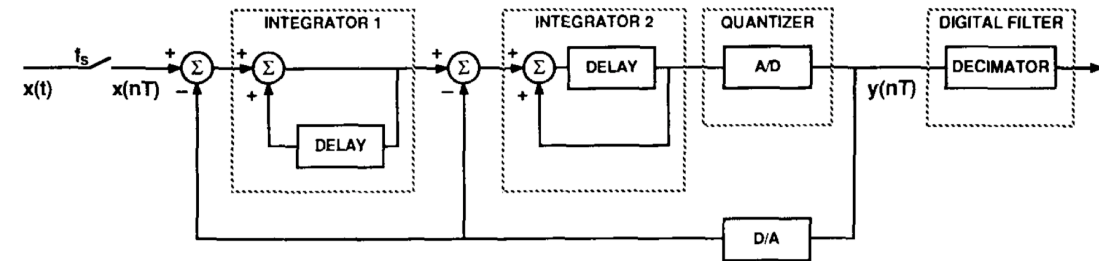 INTEGRATOR 1
INTEGRATOR 2
QUANTIZER
DIGITAL FILTER
fs
x(t)
x(nT)
+
−
Σ
+
+
Σ
DELAY
+
−
Σ
+
+
Σ
DELAY
A/D
y(nT)
DECIMATOR
D/A